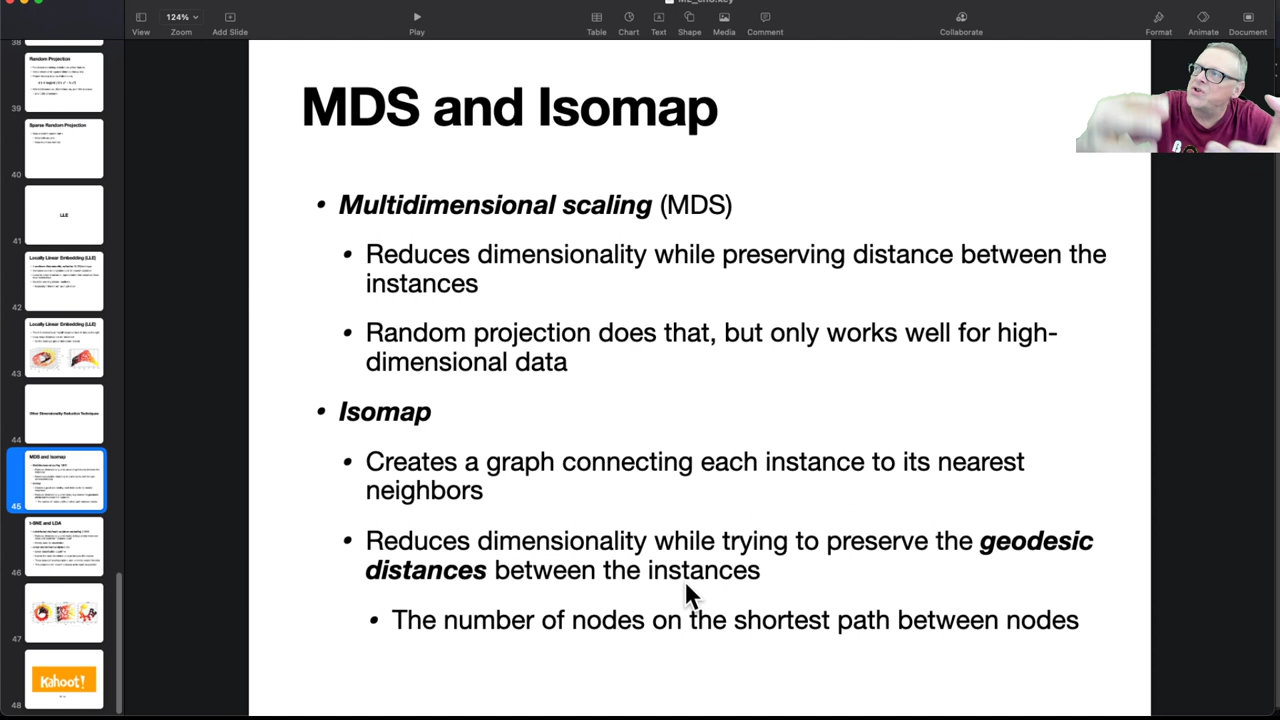 124%
View
Zoom
Add Slide
Play
Table
Chart
Text
Shape
Media
Comment
Collaborate
Format
Animate
Document
38
Random Projection
39
Sparse Random Projection
40
LLE
41
Locally Linear Embedding (LLE)
42
Locally Linear Embedding (LLE)
43
Other Dimensionality Reduction Techniques
44
MDS and Isomap
45
t-SNE and LDA
46
47
Kahoot!
48
MDS and Isomap
• Multidimensional scaling (MDS)
• Reduces dimensionality while preserving distance between the
instances
• Random projection does that, but only works well for high-
dimensional data
• Isomap
• Creates a graph connecting each instance to its nearest
neighbors
• Reduces dimensionality while trying to preserve the geodesic
distances between the instances
• The number of nodes on the shortest path between nodes